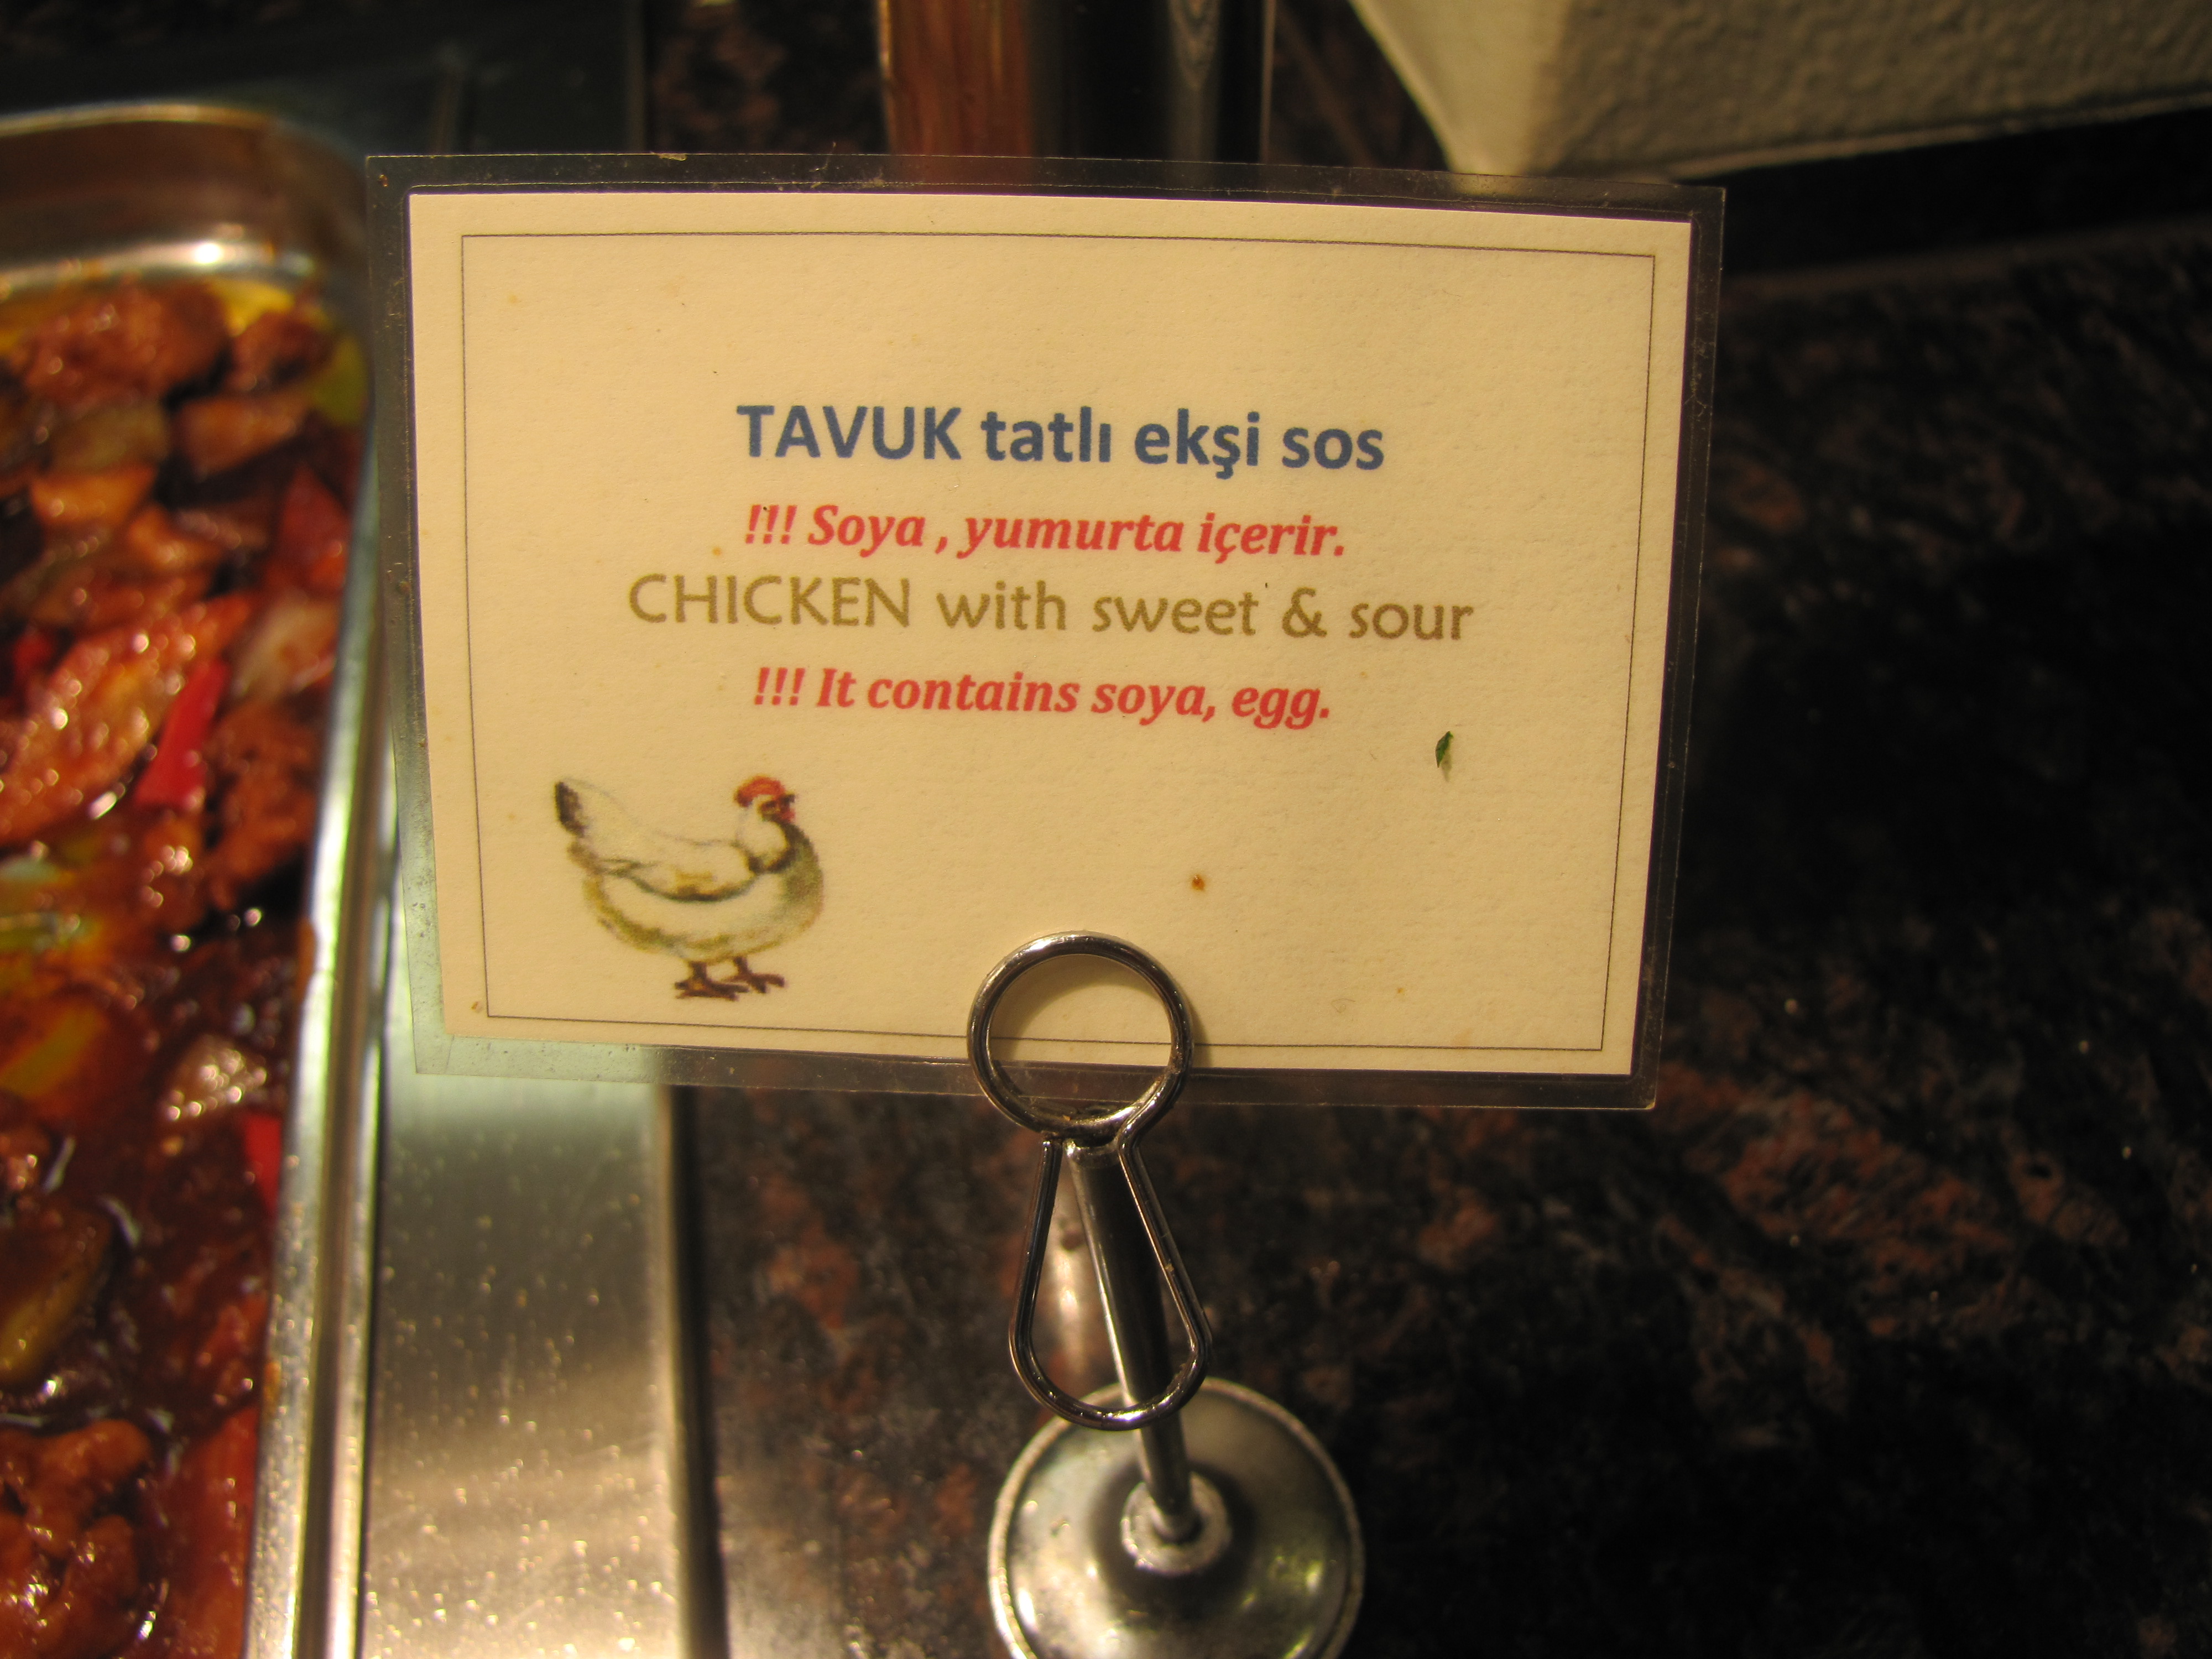 TAVUK tatlı ekşi sos
!!! Soya , yumurta içerir.
CHICKEN with sweet & sour
!!! It contains soya, egg.